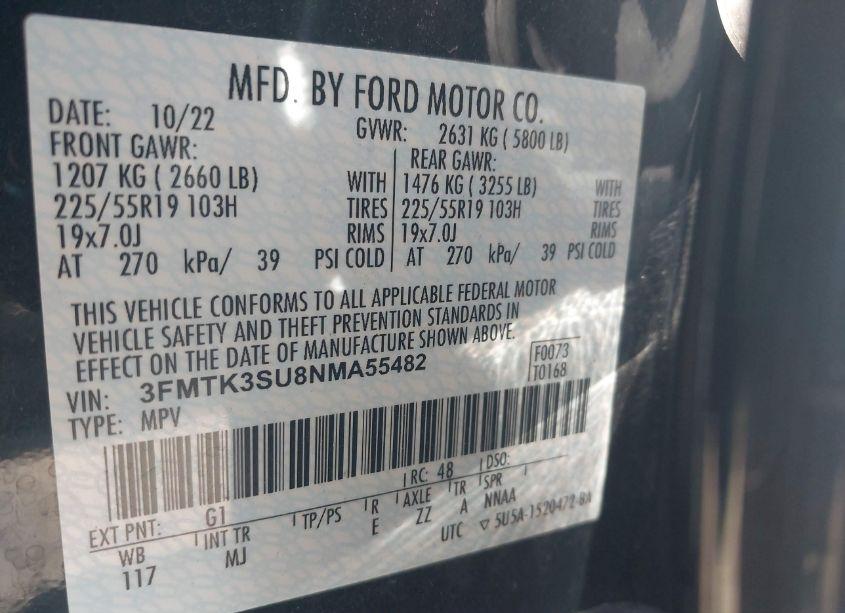 MFD. BY FORD MOTOR CO.
DATE: 10/22 GVWR: 2631 KG ( 5800 LB)
FRONT GAWR: REAR GAWR:
1207 KG ( 2660 LB) WITH 1476 KG ( 3255 LB) WITH
225/55R19 103H TIRES 225/55R19 103H TIRES
19x7.0J RIMS 19x7.0J RIMS
AT 270 kPa/ 39 PSI COLD AT 270 kPa/ 39 PSI COLD
THIS VEHICLE CONFORMS TO ALL APPLICABLE FEDERAL MOTOR
VEHICLE SAFETY AND THEFT PREVENTION STANDARDS IN
EFFECT ON THE DATE OF MANUFACTURE SHOWN ABOVE.
F0073
VIN: 3FMTK3SU8NMA55482 T0168
TYPE: MPV
RC: 48 DSO:
EXT PNT: G1
WB INT TR TP/PS R AXLE TR SPR
117 MJ E ZZ A NNAA
UTC ▽ 5U5A-1520472-BA